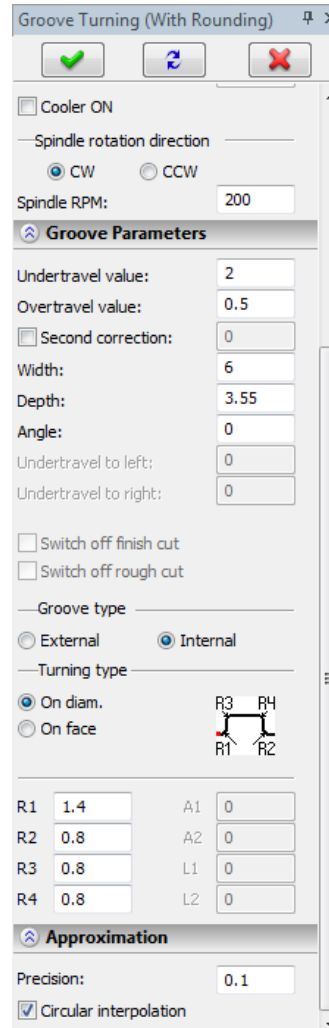 Groove Turning (With Rounding)
Cooler ON
Spindle rotation direction
CW CCW
Spindle RPM: 200
Groove Parameters
Undertravel value: 2
Overtravel value: 0.5
Second correction: 0
Width: 6
Depth: 3.55
Angle: 0
Undertravel to left: 0
Undertravel to right: 0
Switch off finish cut
Switch off rough cut
Groove type
External Internal
Turning type
On diam. R3 R4
On face
R1 R2
R1 1.4 A1 0
R2 0.8 A2 0
R3 0.8 L1 0
R4 0.8 L2 0
Approximation
Precision: 0.1
Circular interpolation